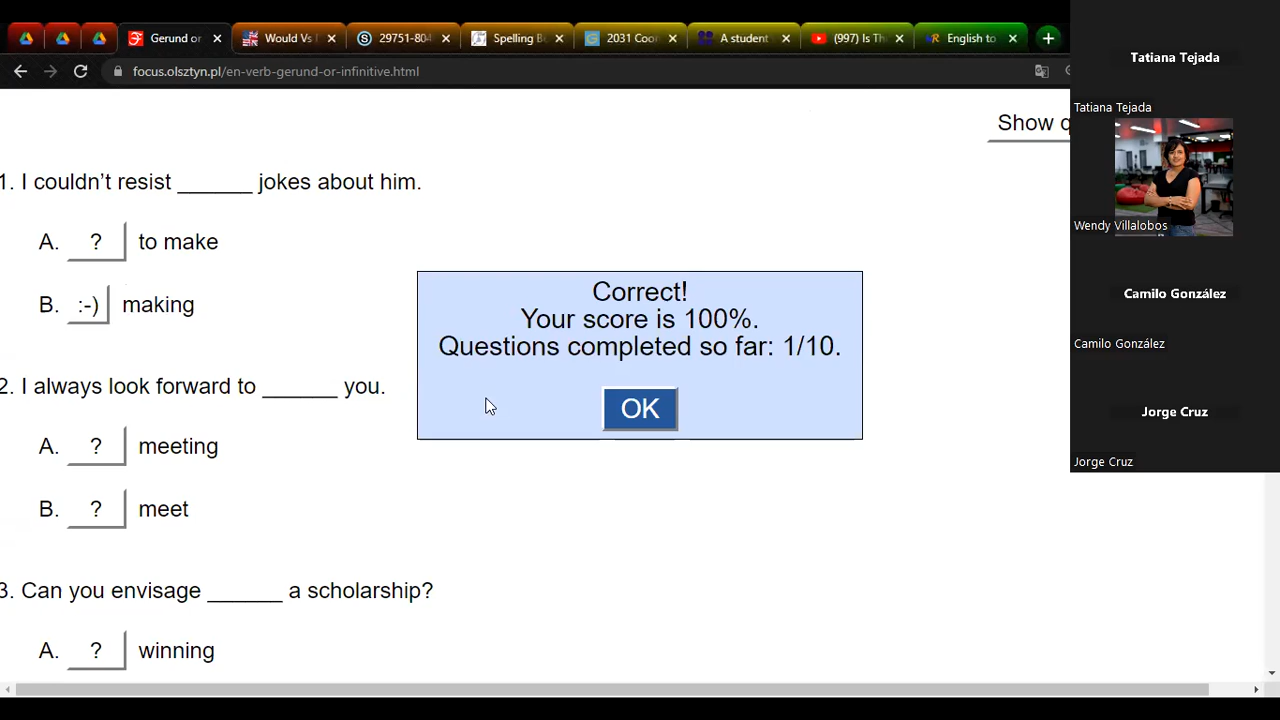 Gerund or
Would Vs
29751-804
Spelling B
2031 Coo
A student
(997) Is Th
English to
focus.olsztyn.pl/en-verb-gerund-or-infinitive.html
Show q
1. I couldn’t resist ______ jokes about him.
A. ? to make
B. :-) making
2. I always look forward to ______ you.
A. ? meeting
B. ? meet
3. Can you envisage ______ a scholarship?
A. ? winning
Correct!
Your score is 100%.
Questions completed so far: 1/10.
OK
Tatiana Tejada
Tatiana Tejada
Wendy Villalobos
Camilo González
Camilo González
Jorge Cruz
Jorge Cruz